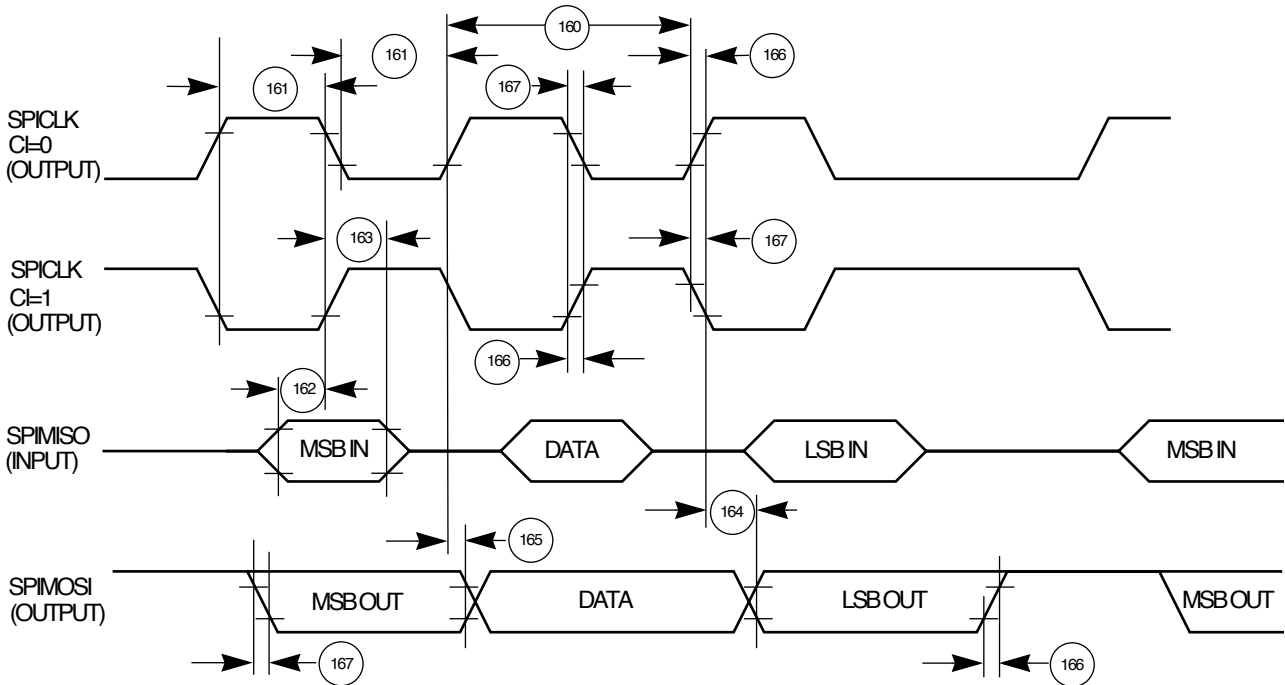 160
161
166
161
167
SPICLK
CI=0
(OUTPUT)
163
167
SPICLK
CI=1
(OUTPUT)
166
162
SPIMISO
(INPUT)
MSB IN
DATA
LSB IN
MSB IN
164
165
SPIMOSI
(OUTPUT)
MSB OUT
DATA
LSB OUT
MSB OUT
167
166